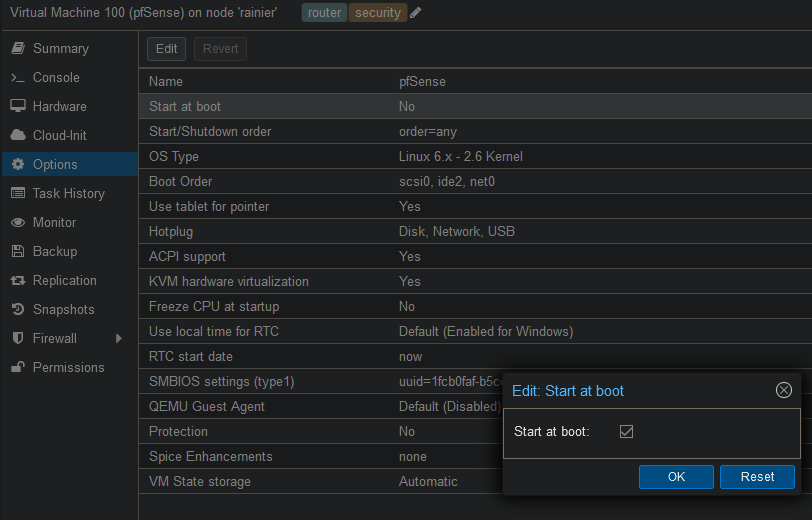 Virtual Machine 100 (pfSense) on node 'rainier' router security
Summary
Console
Hardware
Cloud-Init
Options
Task History
Monitor
Backup
Replication
Snapshots
Firewall
Permissions
Edit Revert
Name pfSense
Start at boot No
Start/Shutdown order order=any
OS Type Linux 6.x - 2.6 Kernel
Boot Order scsi0, ide2, net0
Use tablet for pointer Yes
Hotplug Disk, Network, USB
ACPI support Yes
KVM hardware virtualization Yes
Freeze CPU at startup No
Use local time for RTC Default (Enabled for Windows)
RTC start date now
SMBIOS settings (type1) uuid=1fcb0faf-b5c
QEMU Guest Agent Default (Disabled)
Protection No
Spice Enhancements none
VM State storage Automatic
Edit: Start at boot
Start at boot:
OK Reset